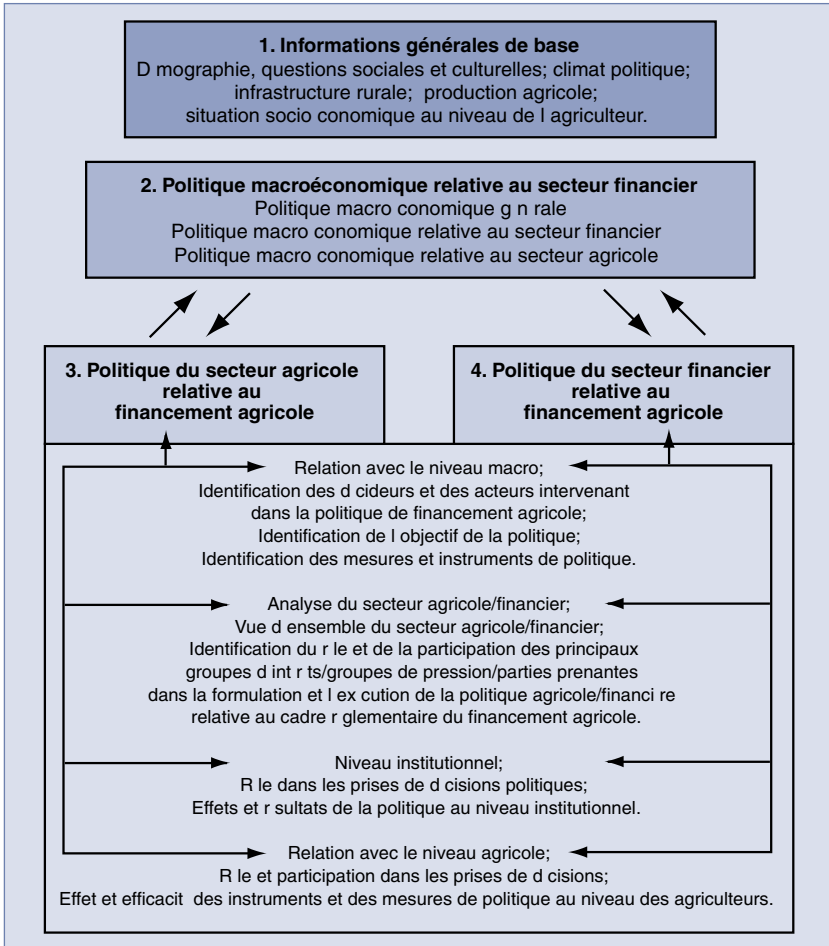 1. Informations générales de base
D mographie, questions sociales et culturelles; climat politique;
infrastructure rurale; production agricole;
situation socio conomique au niveau de l agriculteur.
2. Politique macroéconomique relative au secteur financier
Politique macro conomique g n rale
Politique macro conomique relative au secteur financier
Politique macro conomique relative au secteur agricole
3. Politique du secteur agricole
relative au
financement agricole
4. Politique du secteur financier
relative au
financement agricole
Relation avec le niveau macro;
Identification des d cideurs et des acteurs intervenant
dans la politique de financement agricole;
Identification de l objectif de la politique;
Identification des mesures et instruments de politique.
Analyse du secteur agricole/financier;
Vue d ensemble du secteur agricole/financier;
Identification du r le et de la participation des principaux
groupes d int r ts/groupes de pression/parties prenantes
dans la formulation et l ex cution de la politique agricole/financi re
relative au cadre r glementaire du financement agricole.
Niveau institutionnel;
R le dans les prises de d cisions politiques;
Effets et r sultats de la politique au niveau institutionnel.
Relation avec le niveau agricole;
R le et participation dans les prises de d cisions;
Effet et efficacit des instruments et des mesures de politique au niveau des agriculteurs.